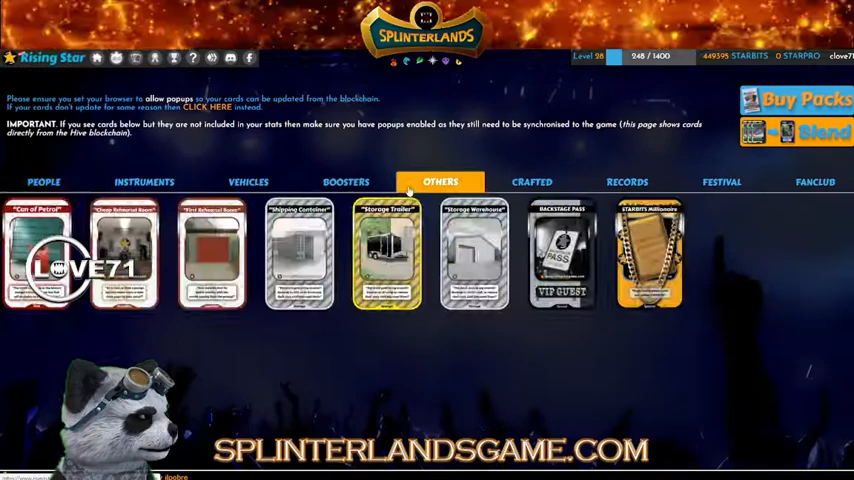 SPLINTERLANDS
Rising Star
Level 28
248 / 1400
449395 STARBITS
0 STARPRO
clove71
Please ensure you set your browser to allow popups so your cards can be updated from the blockchain.
If your cards don't update for some reason then CLICK HERE instead.
IMPORTANT. If you see cards below but they are not included in your stats then make sure you have popups enabled as they still need to be synchronised to the game (this page shows cards
directly from the Hive blockchain).
Buy Packs
Blend
PEOPLE INSTRUMENTS VEHICLES BOOSTERS OTHERS CRAFTED RECORDS FESTIVAL FANCLUB
"Can of Petrol"
"Cheap Rehearsal Room"
"First Rehearsal Room"
"Shipping Container"
"Storage Trailer"
"Storage Warehouse"
BACKSTAGE PASS
STARBITS Millionaire
PASS
VIP GUEST
LOVE71
SPLINTERLANDSGAME.COM